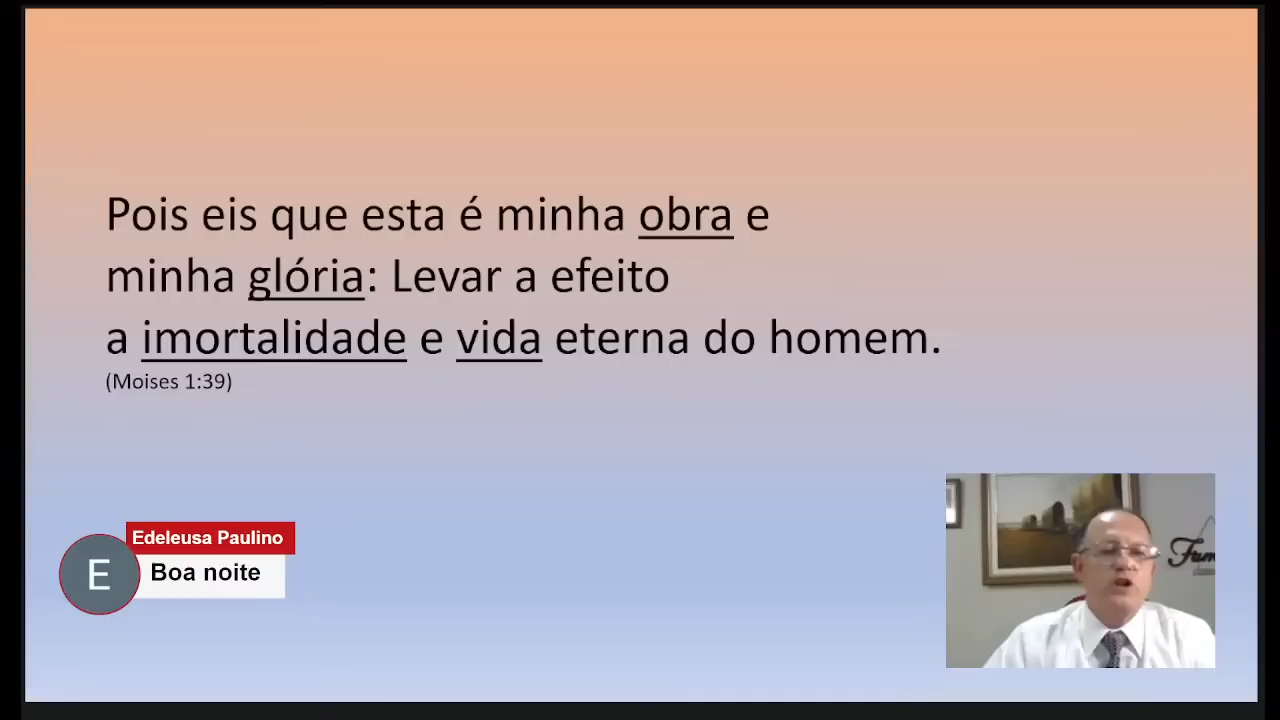 Pois eis que esta é minha obra e
minha glória: Levar a efeito
a imortalidade e vida eterna do homem.
(Moises 1:39)
Edeleusa Paulino
E
Boa noite